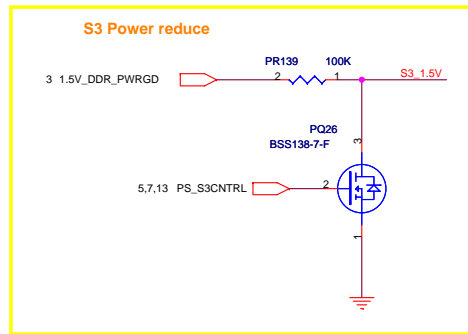 S3 Power reduce
PR139 100K
3 1.5V_DDR_PWRGD 2 1 S3_1.5V
PQ26
BSS138-7-F
3
5,7,13 PS_S3CNTRL 2
1